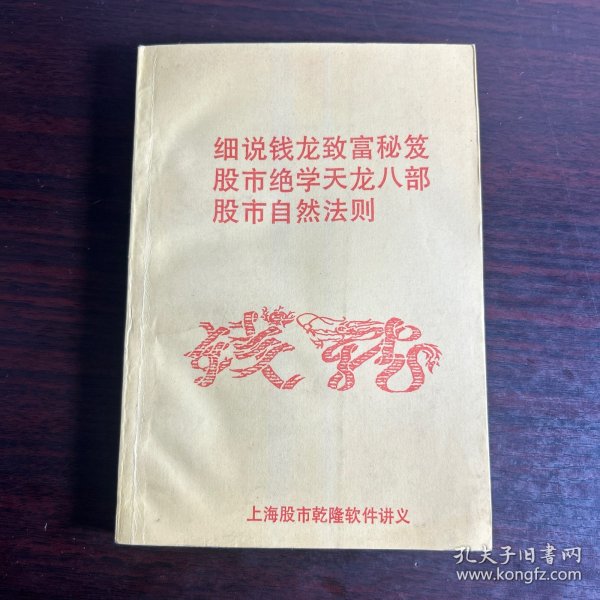 细说钱龙致富秘笈
股市绝学天龙八部
股市自然法则
钱龙
上海股市乾隆软件讲义
孔夫子旧书网
www.kongfz.com